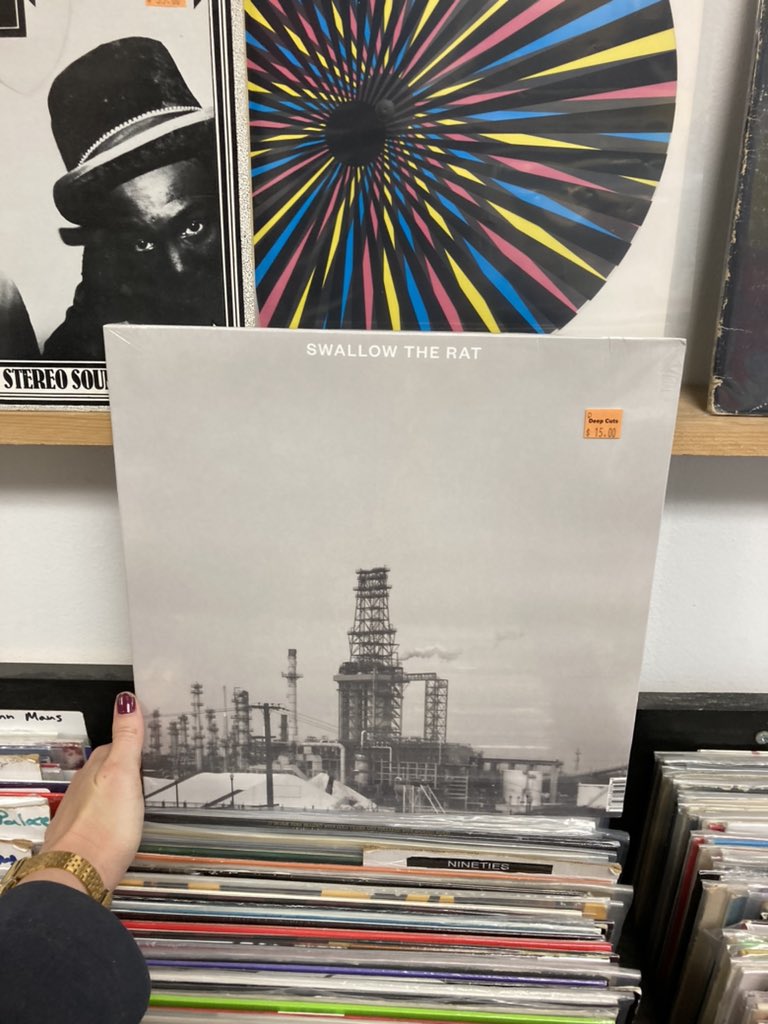 STEREO SOU
SWALLOW THE RAT
Deep Cuts
$ 15.00
nn Mans
Palace
NINETIES